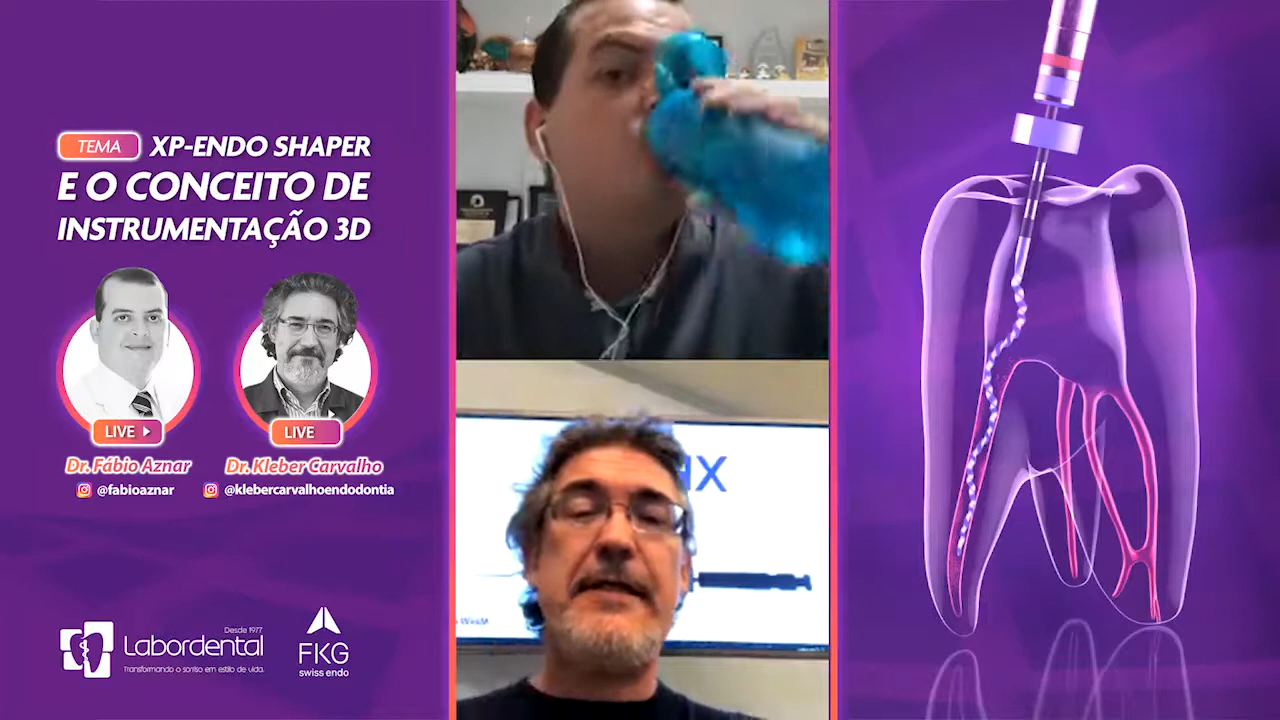 TEMA XP-ENDO SHAPER
E O CONCEITO DE
INSTRUMENTAÇÃO 3D
LIVE
LIVE
Dr. Fábio Aznar
Dr. Kleber Carvalho
@fabioaznar
@klebercarvalhoendodontia
Desde 1977
Labordental
Transformando o sorriso em estilo de vida.
FKG
swiss endo